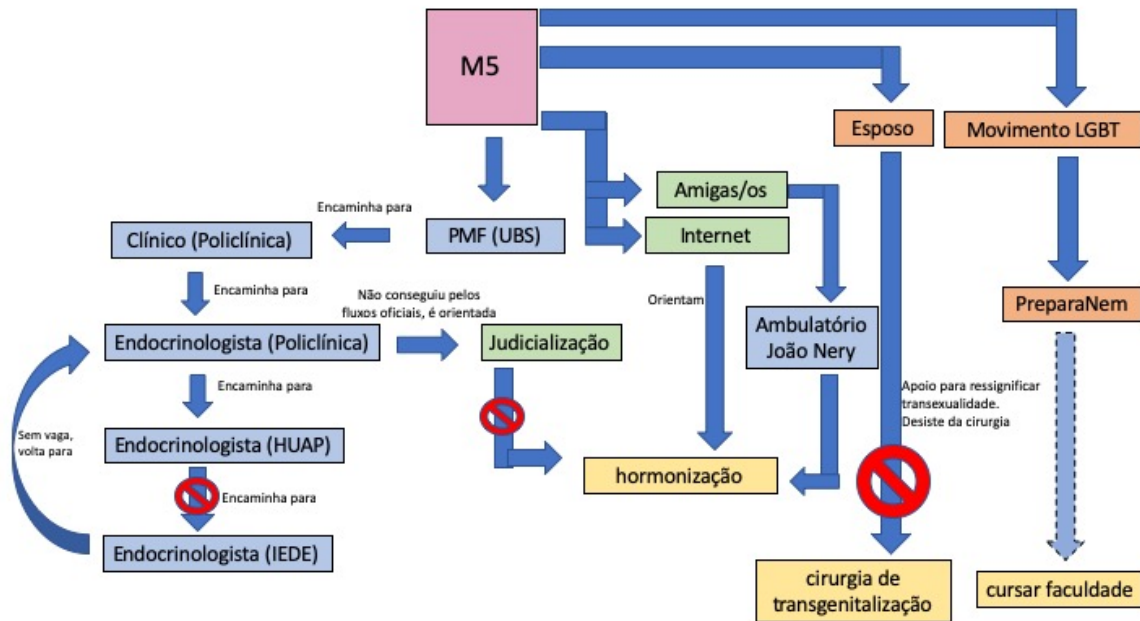 M5
Esposo
Movimento LGBT
Amigas/os
Encaminha para
Clínico (Policlínica)
PMF (UBS)
Internet
Encaminha para
Não conseguiu pelos
fluxos oficiais, é orientada
Orientam
PreparaNem
Endocrinologista (Policlínica)
Judicialização
Ambulatório
João Nery
Encaminha para
Apoio para ressignificar
transexualidade.
Desiste da cirurgia
Sem vaga,
volta para
Endocrinologista (HUAP)
hormonização
Encaminha para
Endocrinologista (IEDE)
cirurgia de
transgenitalização
cursar faculdade